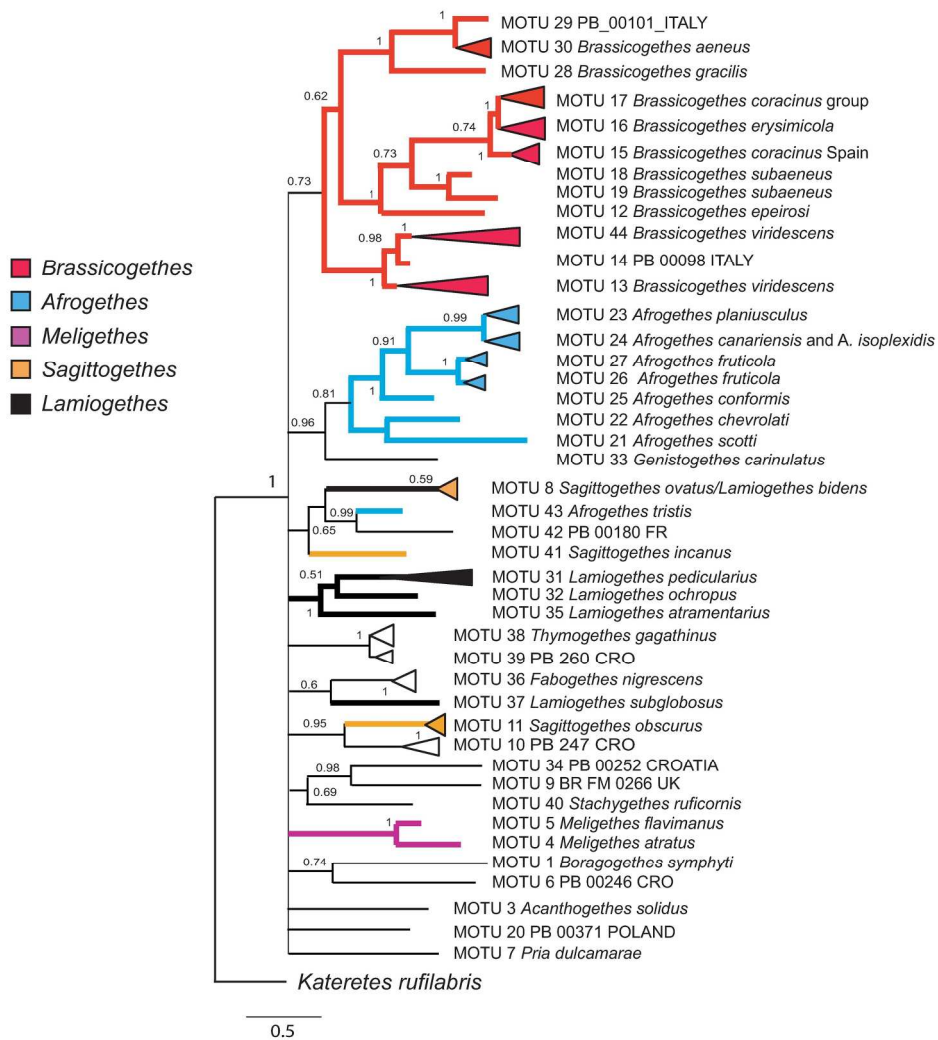 MOTU 29 PB_00101_ITALY
MOTU 30 Brassicogethes aeneus
MOTU 28 Brassicogethes gracilis
MOTU 17 Brassicogethes coracinus group
MOTU 16 Brassicogethes erysimicola
MOTU 15 Brassicogethes coracinus Spain
MOTU 18 Brassicogethes subaeneus
MOTU 19 Brassicogethes subaeneus
MOTU 12 Brassicogethes epeirosi
MOTU 44 Brassicogethes viridescens
MOTU 14 PB 00098 ITALY
MOTU 13 Brassicogethes viridescens
MOTU 23 Afrogethes planiusculus
MOTU 24 Afrogethes canariensis and A. isoplexidis
MOTU 27 Afrogethes fruticola
MOTU 26 Afrogethes fruticola
MOTU 25 Afrogethes conformis
MOTU 22 Afrogethes chevrolati
MOTU 21 Afrogethes scotti
MOTU 33 Genistogethes carinulatus
MOTU 8 Sagittogethes ovatus/Lamiogethes bidens
MOTU 43 Afrogethes tristis
MOTU 42 PB 00180 FR
MOTU 41 Sagittogethes incanus
MOTU 31 Lamiogethes pedicularius
MOTU 32 Lamiogethes ochropus
MOTU 35 Lamiogethes atramentarius
MOTU 38 Thymogethes gagathinus
MOTU 39 PB 260 CRO
MOTU 36 Fabogethes nigrescens
MOTU 37 Lamiogethes subglobosus
MOTU 11 Sagittogethes obscurus
MOTU 10 PB 247 CRO
MOTU 34 PB 00252 CROATIA
MOTU 9 BR FM 0266 UK
MOTU 40 Stachygethes ruficornis
MOTU 5 Meligethes flavimanus
MOTU 4 Meligethes atratus
MOTU 1 Boragogethes symphyti
MOTU 6 PB 00246 CRO
MOTU 3 Acanthogethes solidus
MOTU 20 PB 00371 POLAND
MOTU 7 Pria dulcamarae
Kateretes rufilabris
0.5
Brassicogethes
Afrogethes
Meligethes
Sagittogethes
Lamiogethes
1
1
0.62
1
0.74
1
0.73
1
0.73
1
1
0.98
1
0.99
0.91
1
1
0.81
0.96
1
0.59
0.99
0.65
0.51
1
1
0.6
1
0.95
1
0.98
0.69
1
0.74